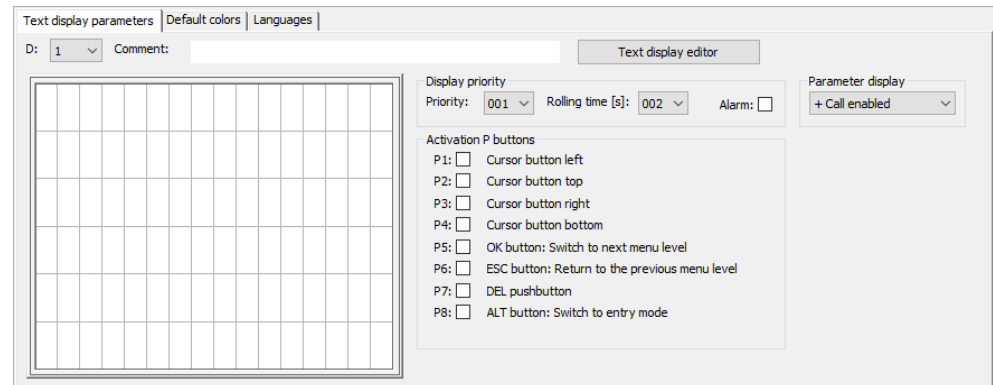 Text display parameters Default colors Languages
D: 1 Comment: Text display editor
Display priority Parameter display
Priority: 001 Rolling time [s]: 002 Alarm: + Call enabled
Activation P buttons
P1: Cursor button left
P2: Cursor button top
P3: Cursor button right
P4: Cursor button bottom
P5: OK button: Switch to next menu level
P6: ESC button: Return to the previous menu level
P7: DEL pushbutton
P8: ALT button: Switch to entry mode